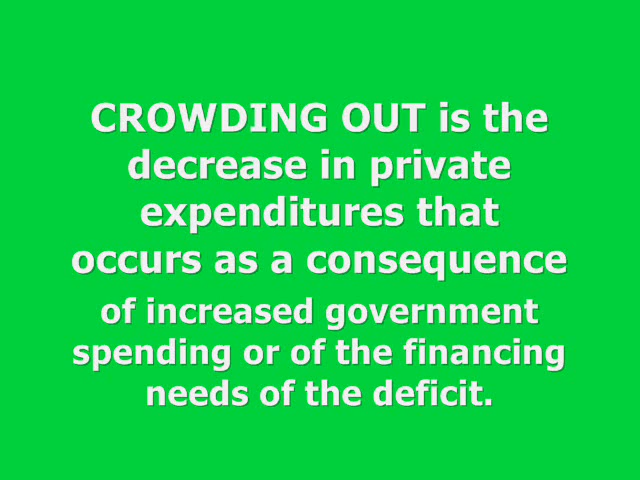 CROWDING OUT is the
decrease in private
expenditures that
occurs as a consequence
of increased government
spending or of the financing
needs of the deficit.